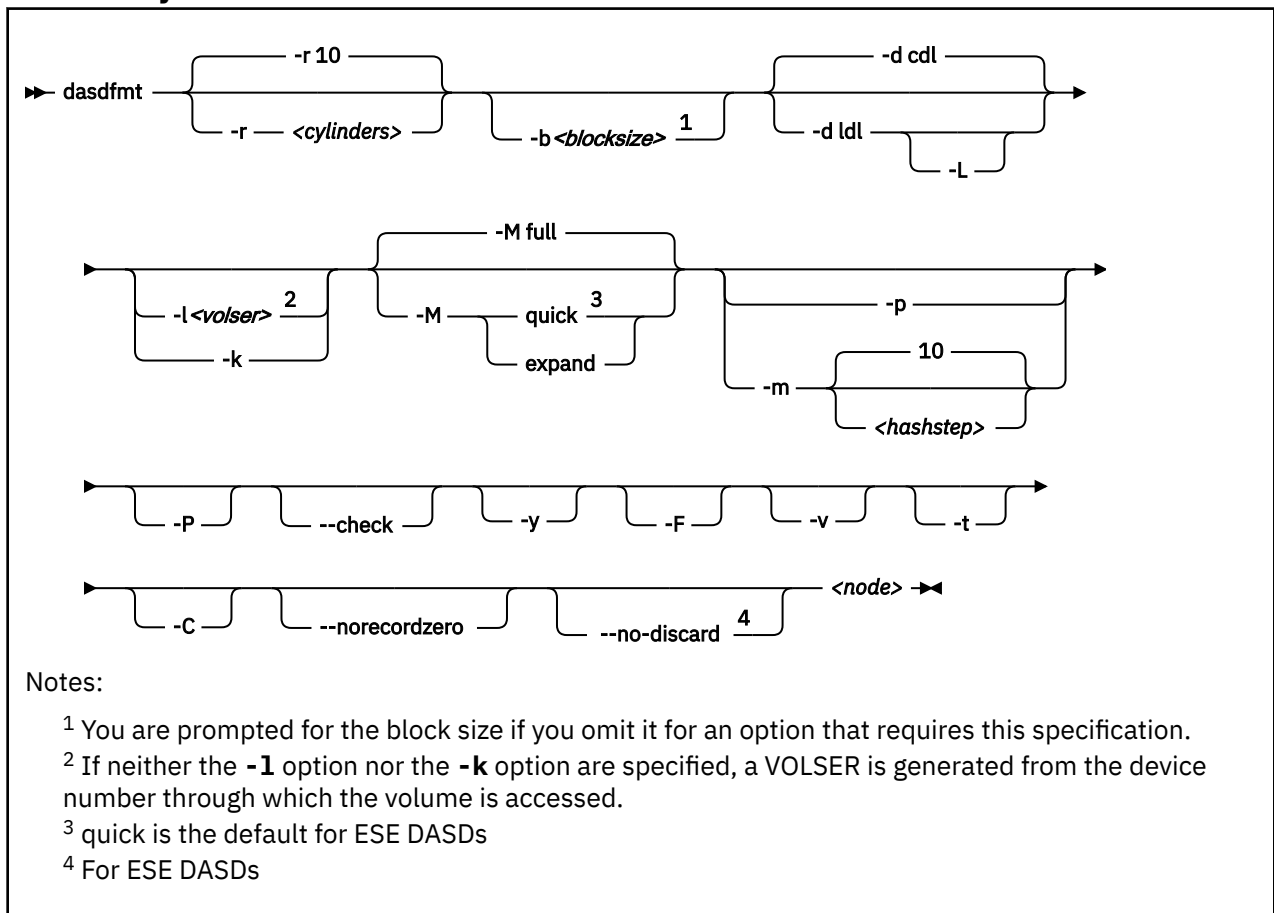 -r 10
-d cdl
dasdfmt
-r <cylinders>
-b<blocksize> 1
-d ldl
-L
-M full
-l<volser> 2
-M quick 3
-p
-k
expand
10
-m
<hashstep>
-P
--check
-y
-F
-v
-t
<node>
-C
--norecordzero
--no-discard 4
Notes:
1 You are prompted for the block size if you omit it for an option that requires this specification.
2 If neither the -l option nor the -k option are specified, a VOLSER is generated from the device
number through which the volume is accessed.
3 quick is the default for ESE DASDs
4 For ESE DASDs